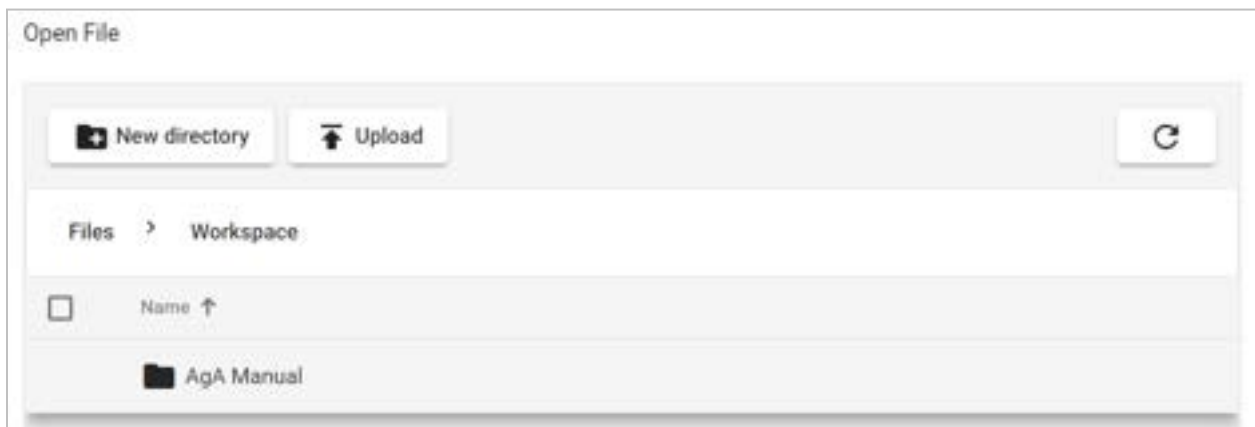 Open File
New directory Upload
Files > Workspace
Name ↑
AgA Manual